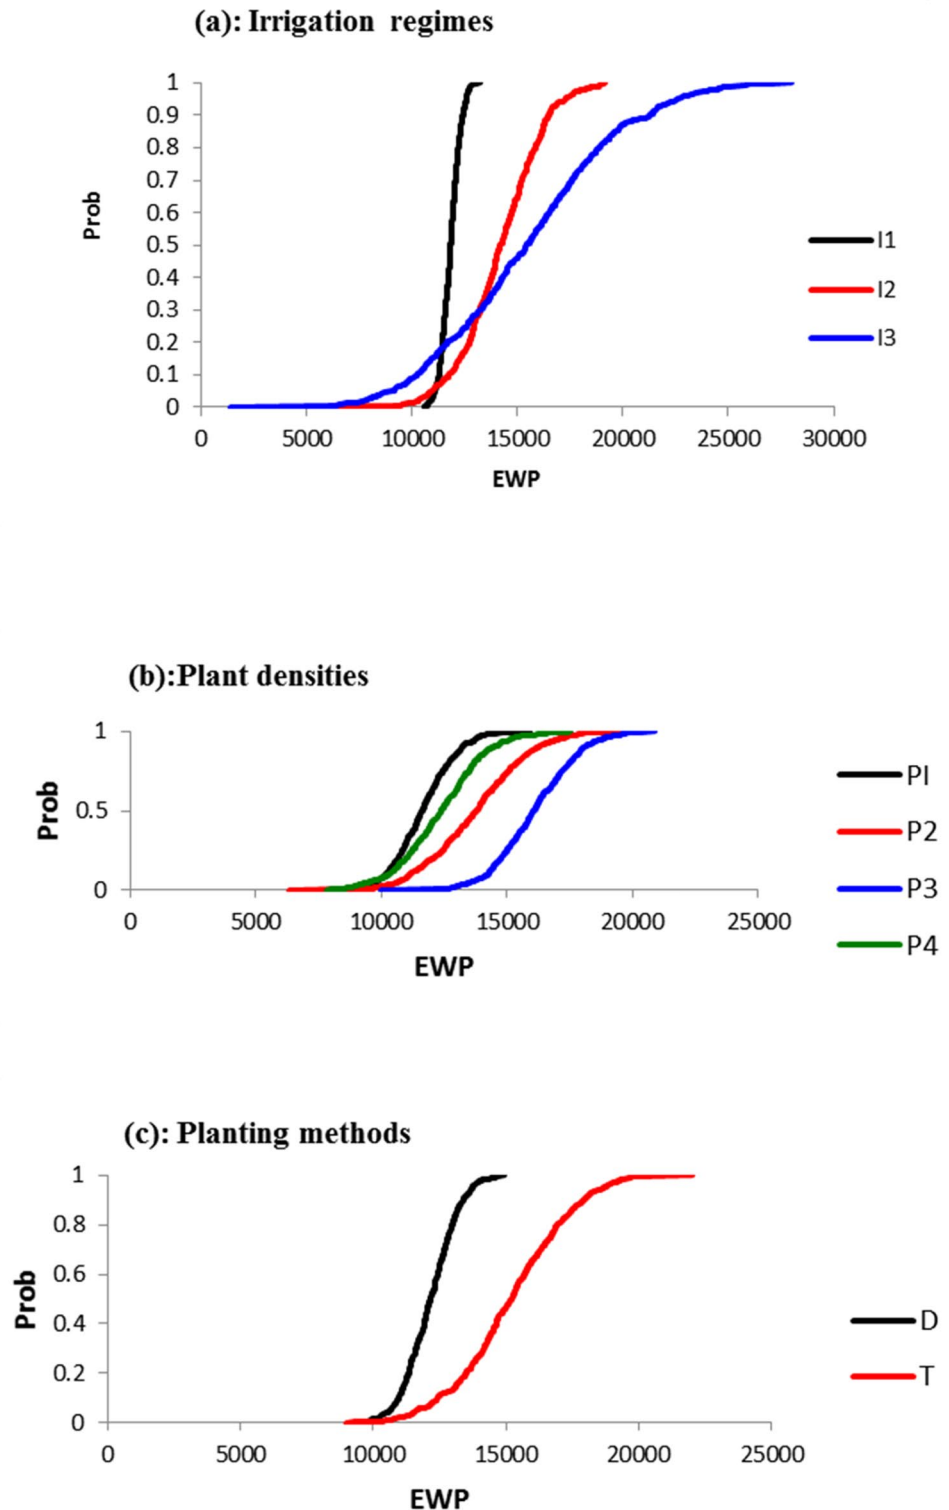 (a): Irrigation regimes
1
0.9
0.8
0.7
0.6
0.5
0.4
0.3
0.2
0.1
0
Prob
0 5000 10000 15000 20000 25000 30000
EWP
I1
I2
I3
(b):Plant densities
1
0.5
0
Prob
0 5000 10000 15000 20000 25000
EWP
PI
P2
P3
P4
(c): Planting methods
1
0.8
0.6
0.4
0.2
0
Prob
0 5000 10000 15000 20000 25000
EWP
D
T